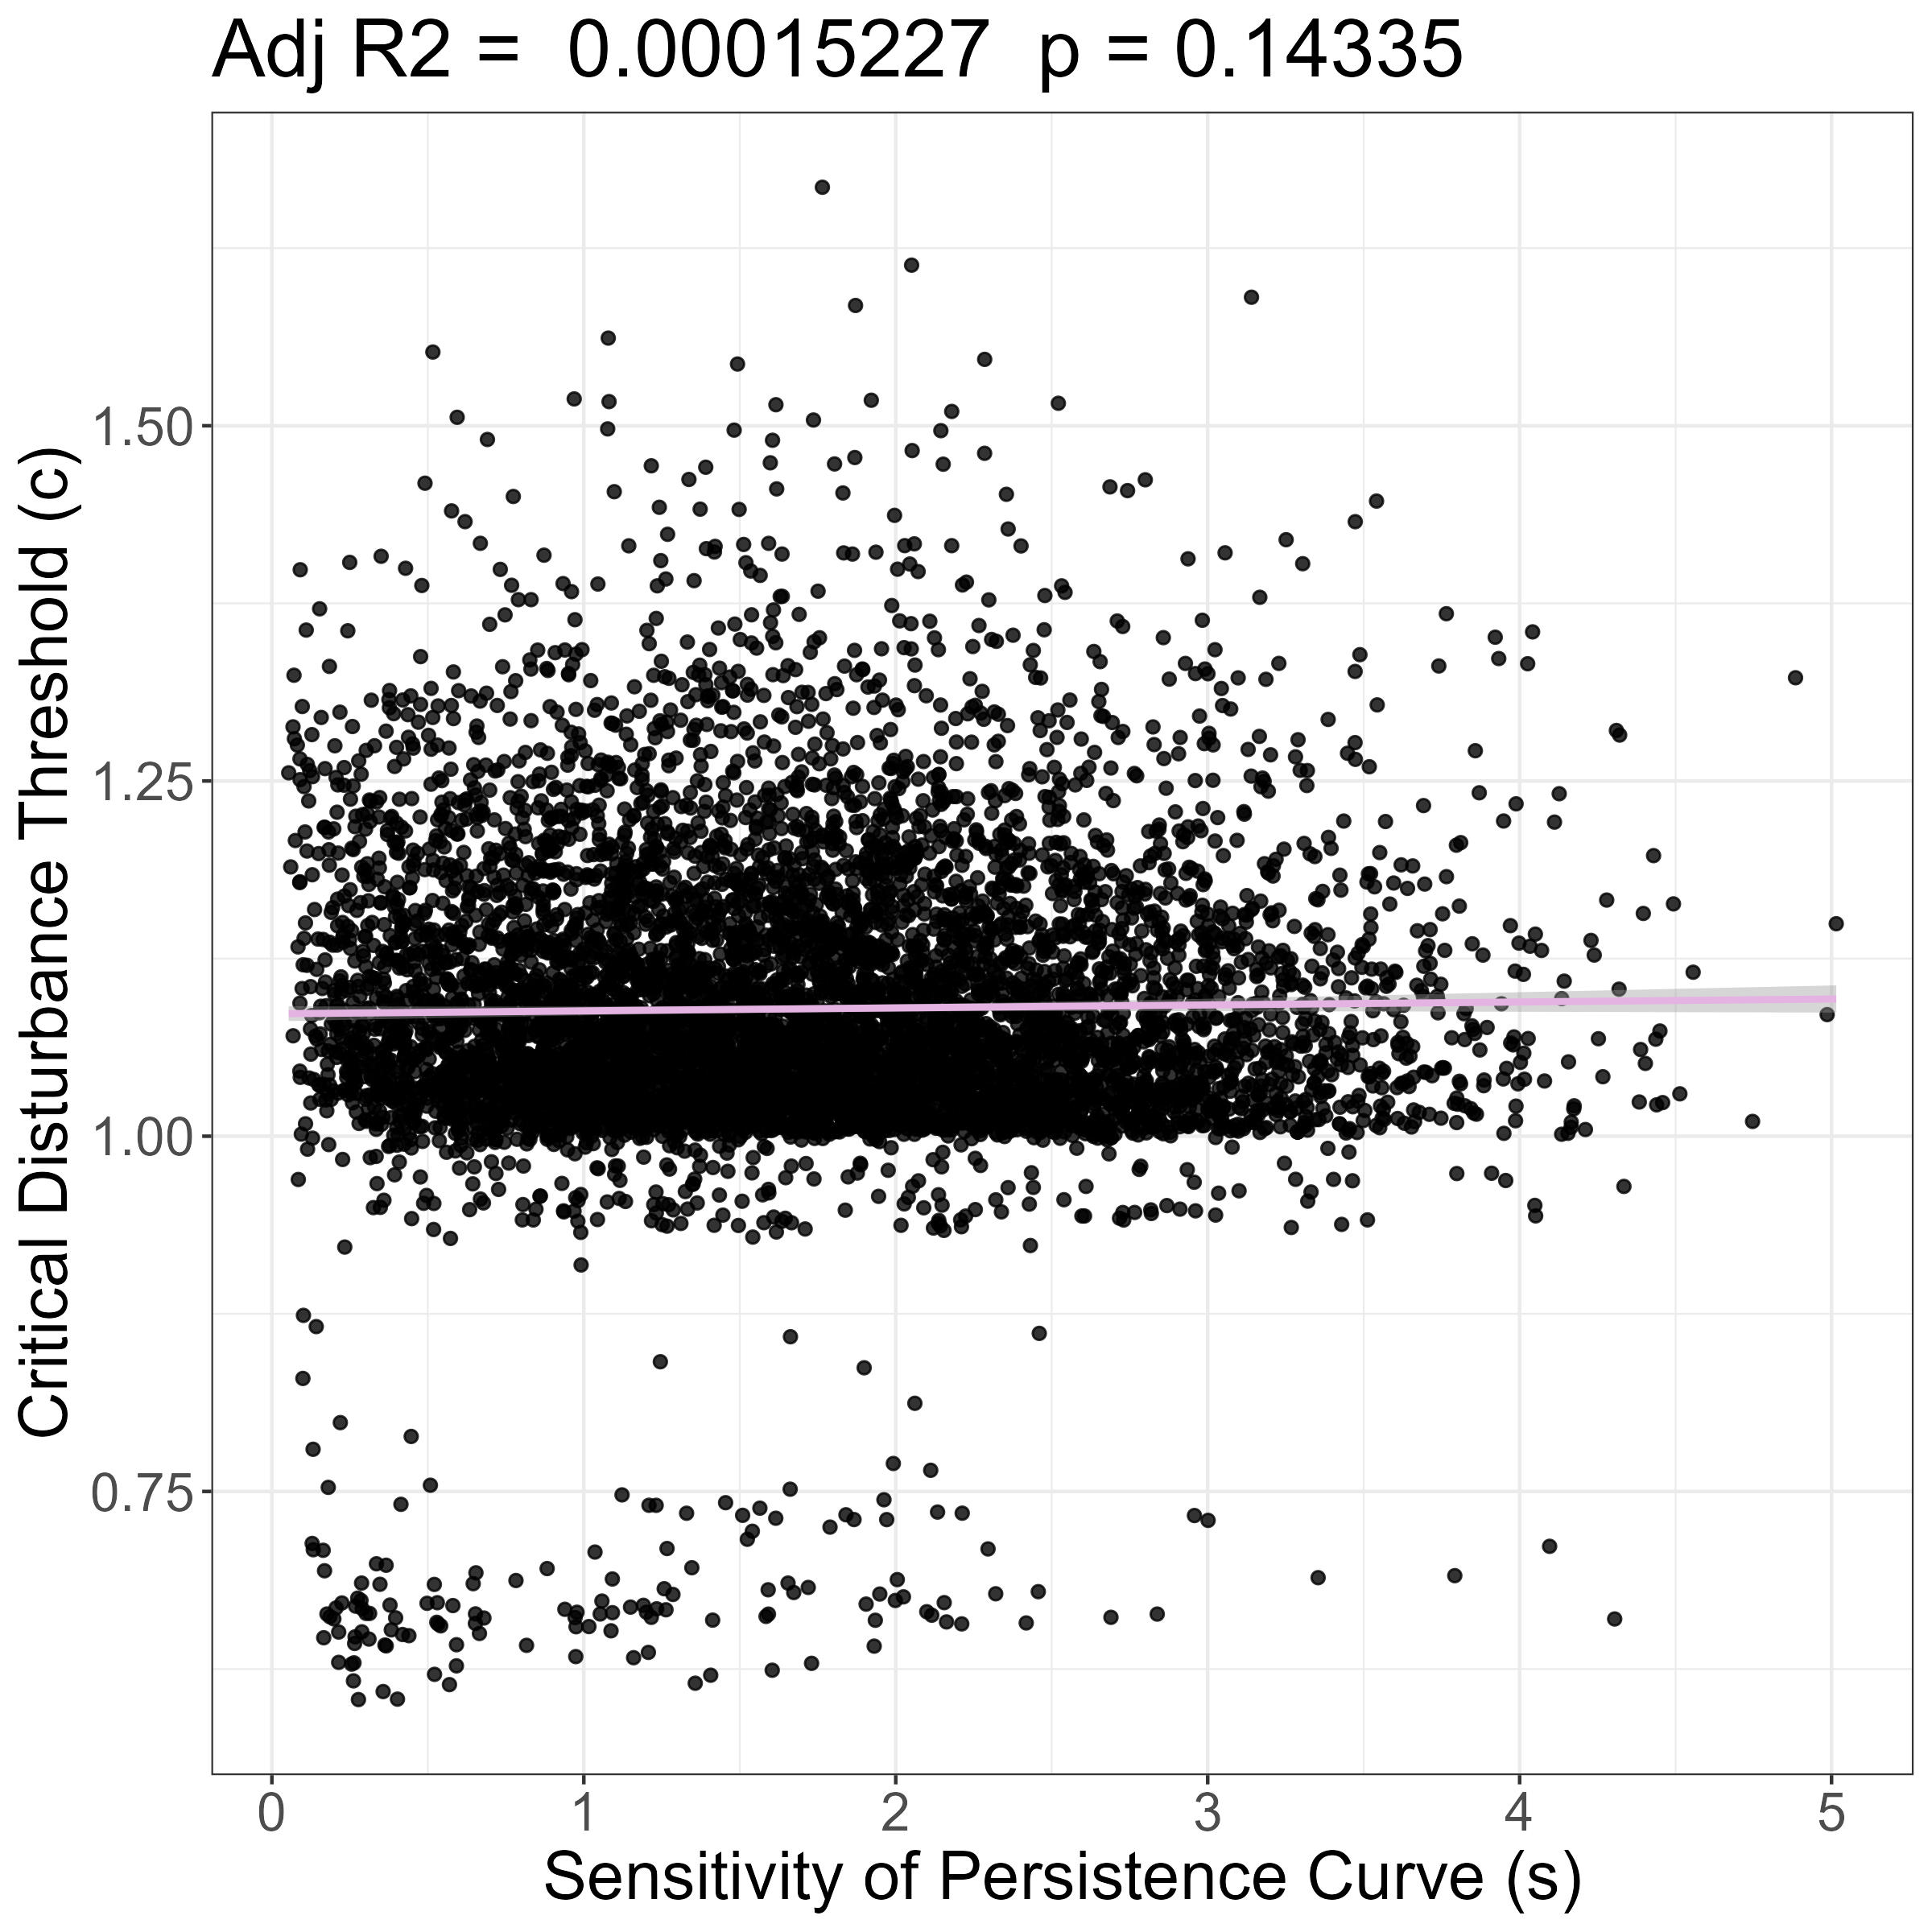 Adj R2 =  0.00015227  p = 0.14335
Critical Disturbance Threshold (c)
1.50
1.25
1.00
0.75
0 1 2 3 4 5
Sensitivity of Persistence Curve (s)